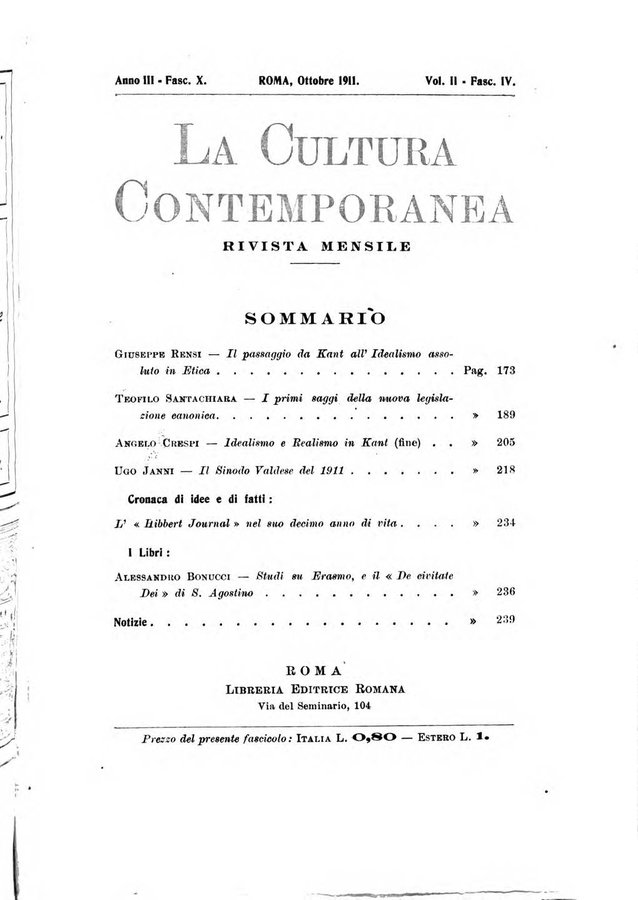 Anno III - Fasc. X. ROMA, Ottobre 1911. Vol. II - Fasc. IV.
LA CULTURA
CONTEMPORANEA
RIVISTA MENSILE
SOMMARIO
GIUSEPPE RENSI — Il passaggio da Kant all' Idealismo asso-
luto in Etica . . . . . . . . . . . . . . Pag. 173
TEOFILO SANTACHIARA — I primi saggi della nuova legisla-
zione canonica. . . . . . . . . . . . . . » 189
ANGELO CRESPI — Idealismo e Realismo in Kant (fine) . . » 205
UGO JANNI — Il Sinodo Valdese del 1911 . . . . . . . » 218
Cronaca di idee e di fatti :
L' « Hibbert Journal » nel suo decimo anno di vita . . . . » 234
I Libri :
ALESSANDRO BONUCCI — Studi su Erasmo, e il « De civitate
Dei » di S. Agostino . . . . . . . . . . . . » 236
Notizie . . . . . . . . . . . . . . . . . . » 239
ROMA
LIBRERIA EDITRICE ROMANA
Via del Seminario, 104
Prezzo del presente fascicolo : ITALIA L. 0,80 — ESTERO L. 1.